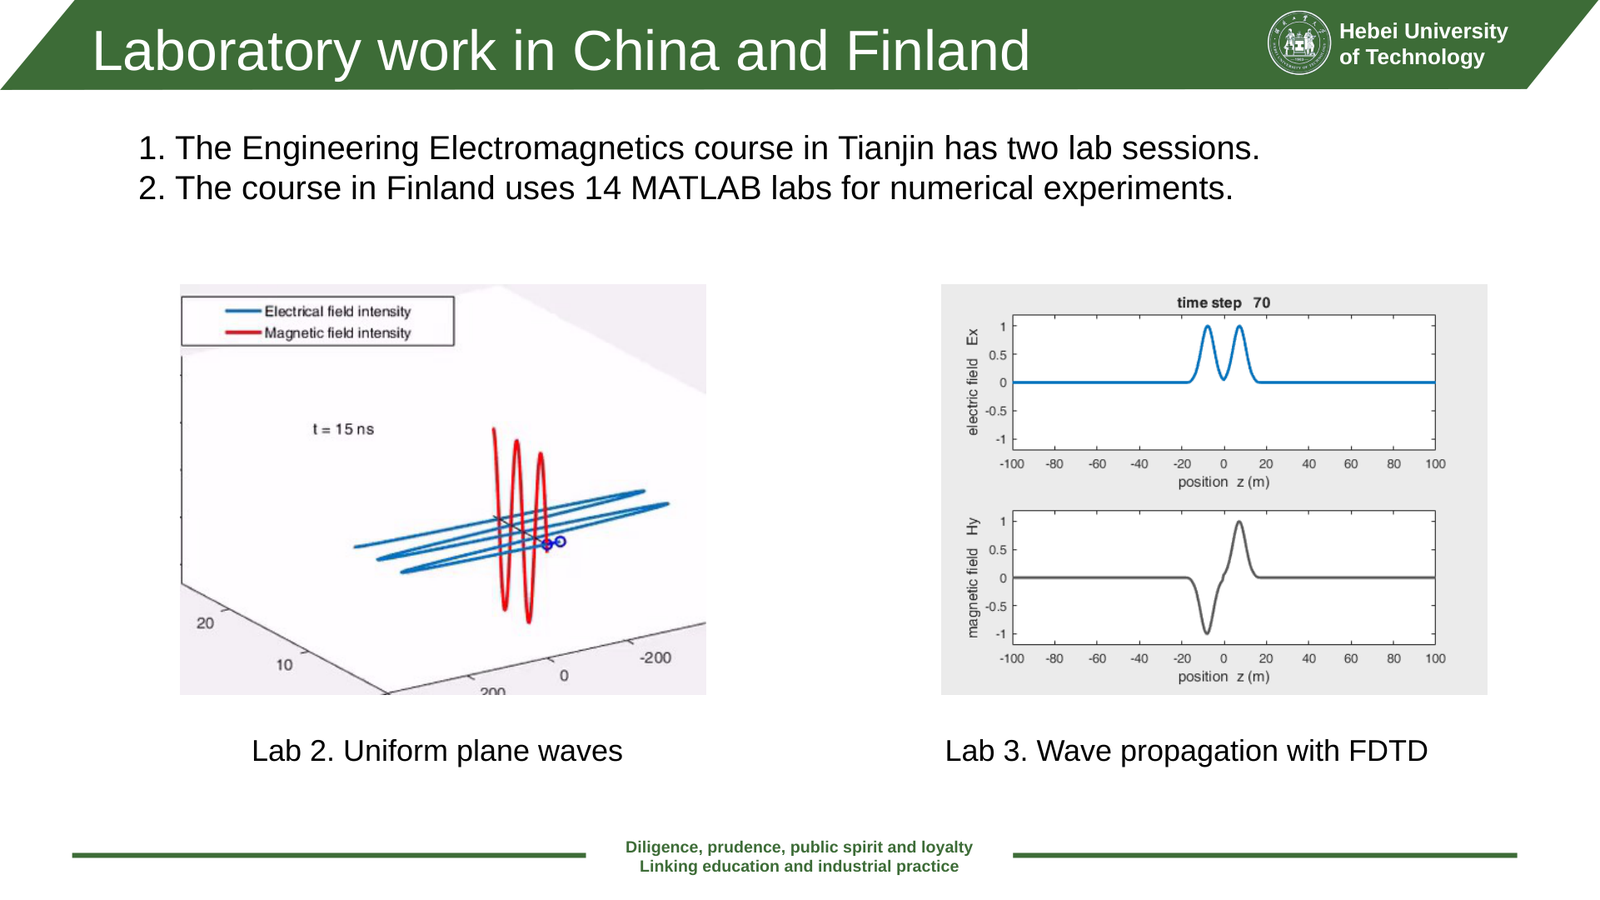 Laboratory work in China and Finland
Hebei University
of Technology
1. The Engineering Electromagnetics course in Tianjin has two lab sessions.
2. The course in Finland uses 14 MATLAB labs for numerical experiments.
Electrical field intensity
Magnetic field intensity
t = 15 ns
20
10
200
0
-200
time step 70
electric field Ex
1
0.5
0
-0.5
-1
-100 -80 -60 -40 -20 0 20 40 60 80 100
position z (m)
magnetic field Hy
1
0.5
0
-0.5
-1
-100 -80 -60 -40 -20 0 20 40 60 80 100
position z (m)
Lab 2. Uniform plane waves
Lab 3. Wave propagation with FDTD
Diligence, prudence, public spirit and loyalty
Linking education and industrial practice